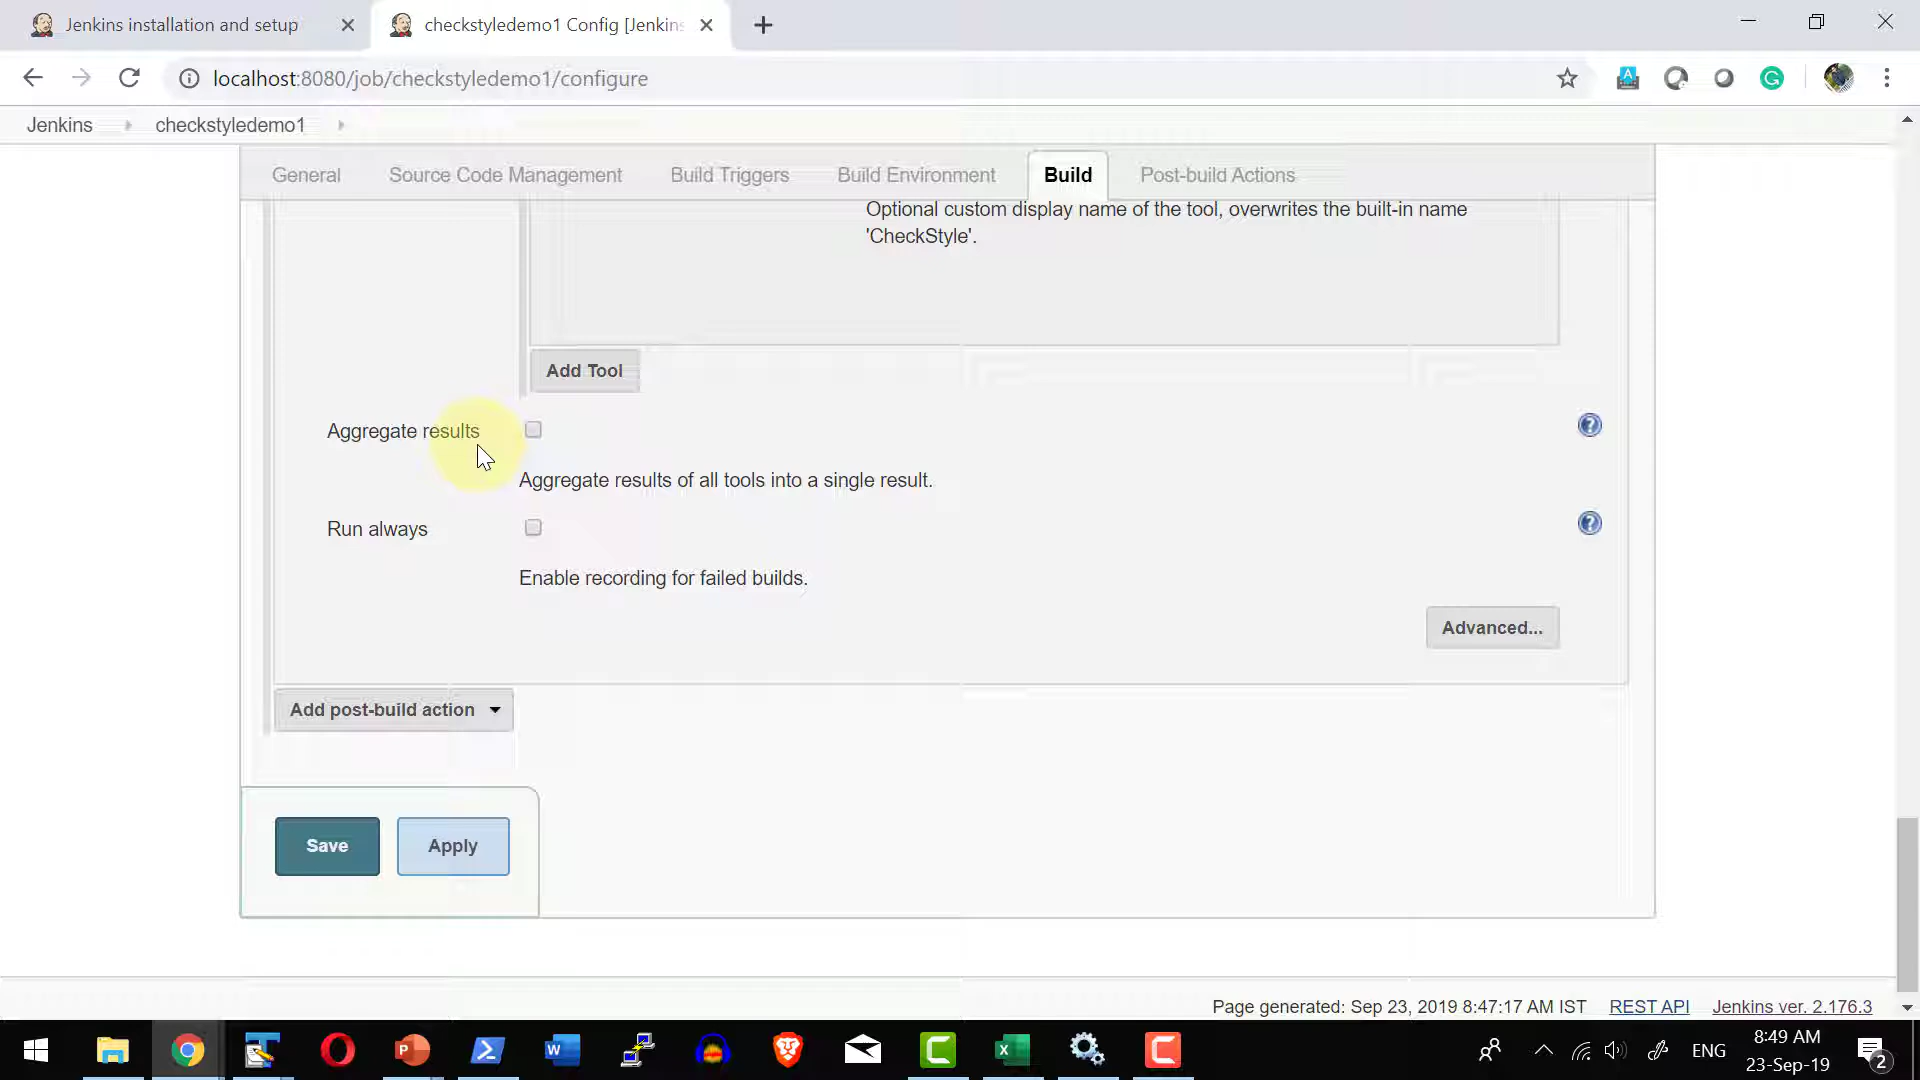 Jenkins installation and setup
checkstyledemo1 Config [Jenkins
localhost:8080/job/checkstyledemo1/configure
Jenkins
checkstyledemo1
General
Source Code Management
Build Triggers
Build Environment
Build
Post-build Actions
Optional custom display name of the tool, overwrites the built-in name
'CheckStyle'.
Add Tool
Aggregate results
Aggregate results of all tools into a single result.
Run always
Enable recording for failed builds.
Advanced...
Add post-build action
Save
Apply
Page generated: Sep 23, 2019 8:47:17 AM IST
REST API
Jenkins ver. 2.176.3
ENG
8:49 AM
23-Sep-19
2